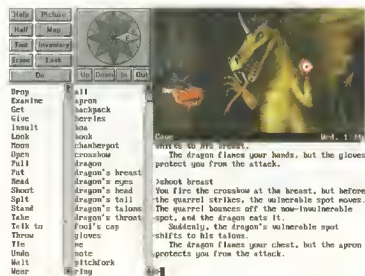 Help Picture
Half Map
Text Inventory
Look
Do
Up Down In Out
Drop
Examine
Get
Give
Insult
Look
Moon
Open
Pull
Put
Read
Shoot
Spit
Stand
Take
Talk to
Throw
Tie
Undo
Wait
Wear
all
apron
backpack
berries
boa
book
chamberpot
crossbow
dragon
dragon's breast
dragon's eyes
dragon's head
dragon's tail
dragon's talons
dragon's throat
fool's cap
gloves
me
note
pitchfork
ring
Cave
shifts to his breast.
The dragon flames your hands, but the gloves
protect you from the attack.
>shoot breast
You fire the crossbow at the breast, but before
the quarrel strikes, the vulnerable spot moves.
The quarrel bounces off the now-invulnerable
spot, and the dragon eats it.
Suddenly, the dragon's vulnerable spot
shifts to his talons.
The dragon flames your chest, but the apron
protects you from the attack.
>